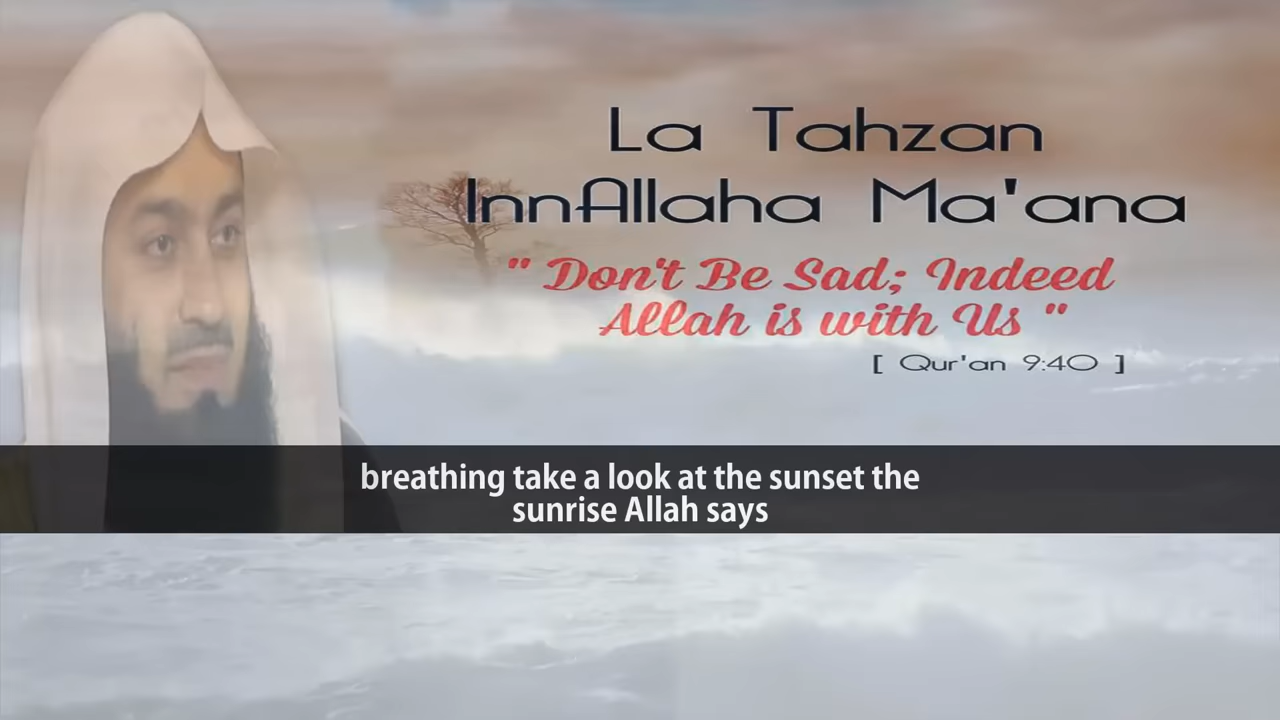 La Tahzan
InnAllaha Ma'ana
" Don't Be Sad; Indeed
Allah is with Us "
[ Qur'an 9:40 ]
breathing take a look at the sunset the
sunrise Allah says